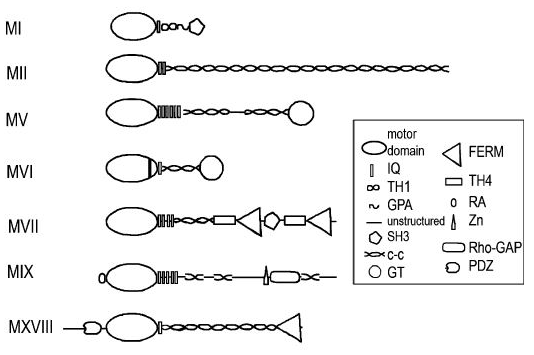 MI
MII
MV
MVI
MVII
MIX
MXVIII
motor
domain
IQ
TH1
GPA
unstructured
SH3
c-c
GT
FERM
TH4
RA
Zn
Rho-GAP
PDZ